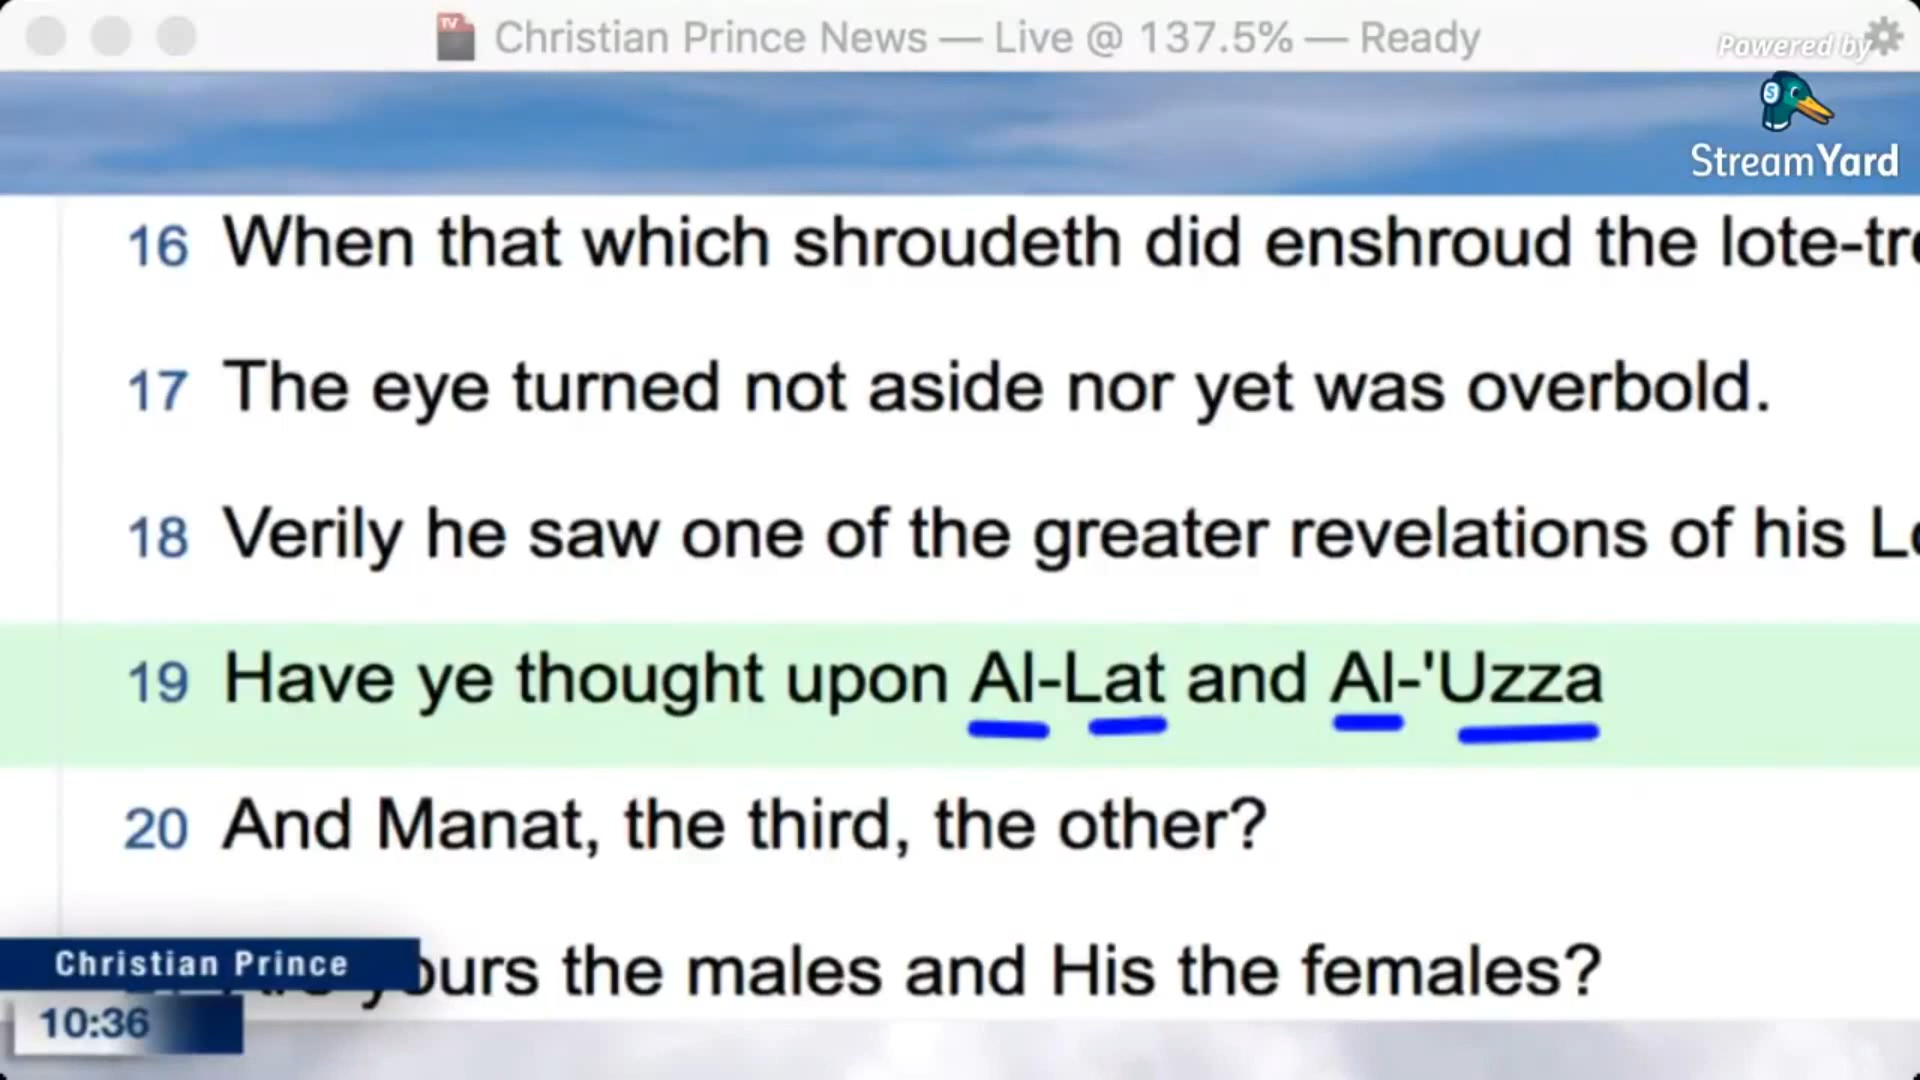 Christian Prince News — Live @ 137.5% — Ready
Powered by
StreamYard
16 When that which shroudeth did enshroud the
17 The eye turned not aside nor yet was overbold.
18 Verily he saw one of the greater revelations of his
19 Have ye thought upon Al-Lat and Al-'Uzza
20 And Manat, the third, the other?
yours the males and His the females?
Christian Prince
10:36